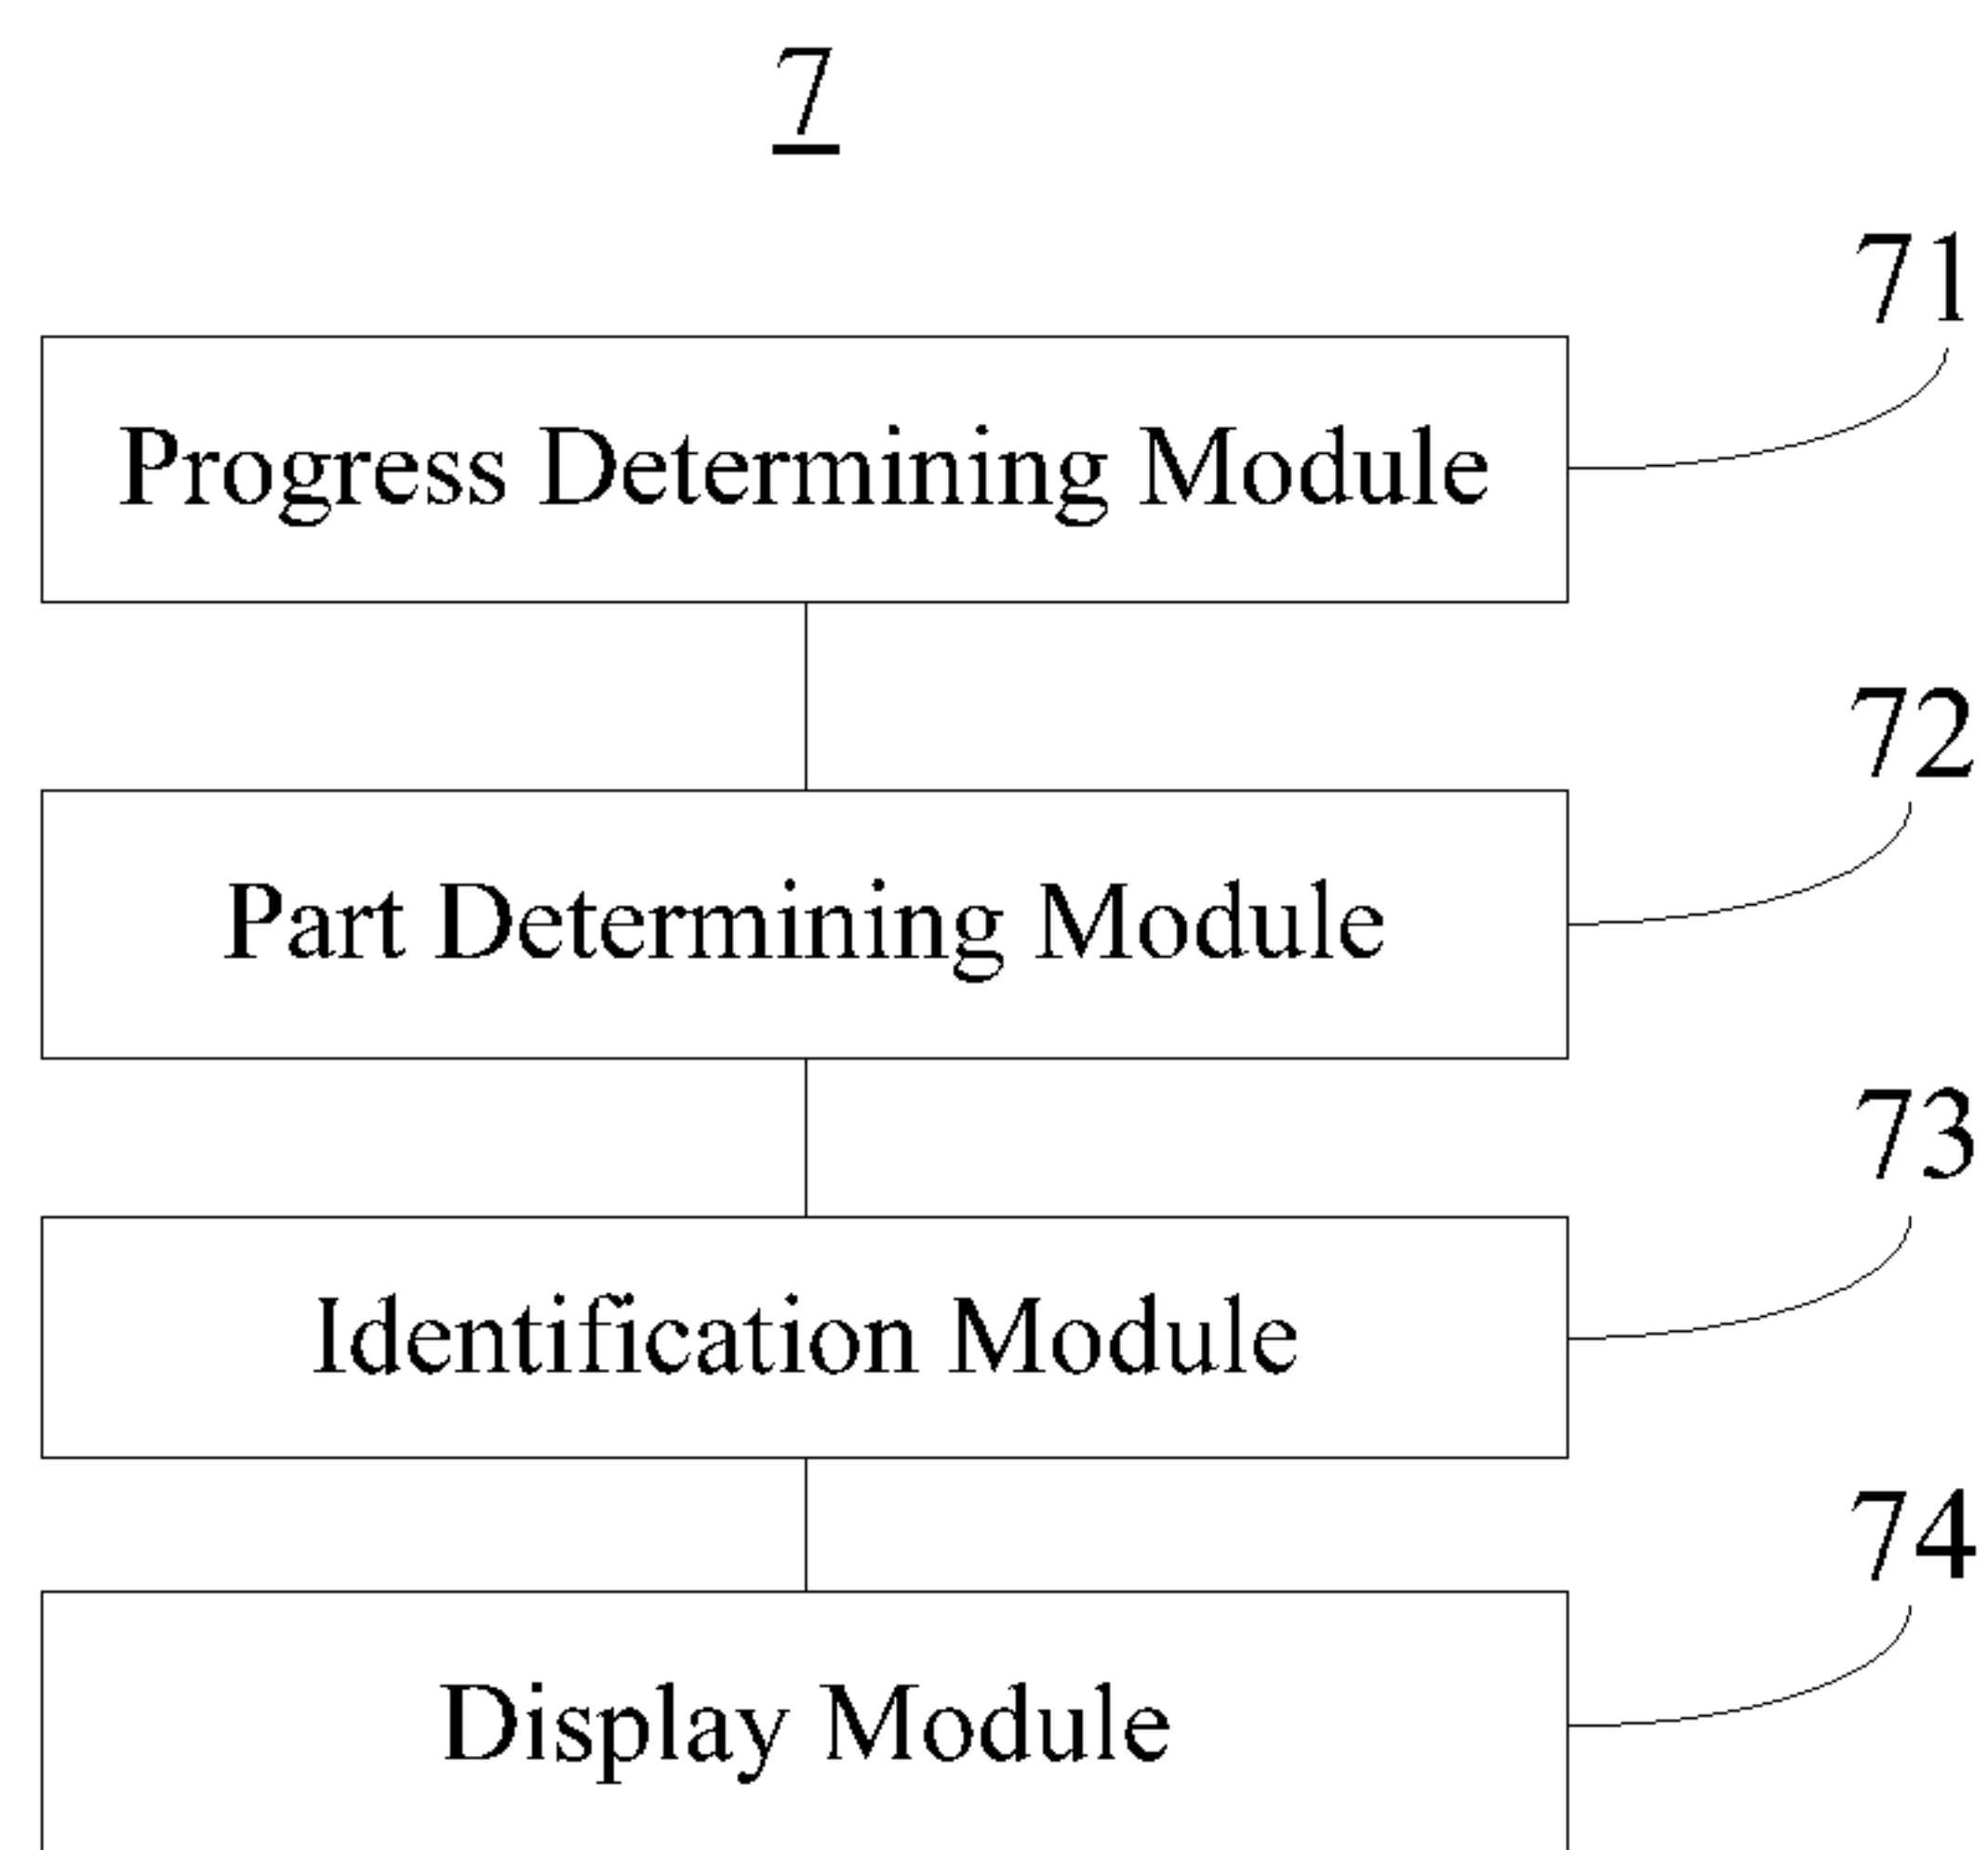 7
71
Progress Determining Module
72
Part Determining Module
73
Identification Module
74
Display Module